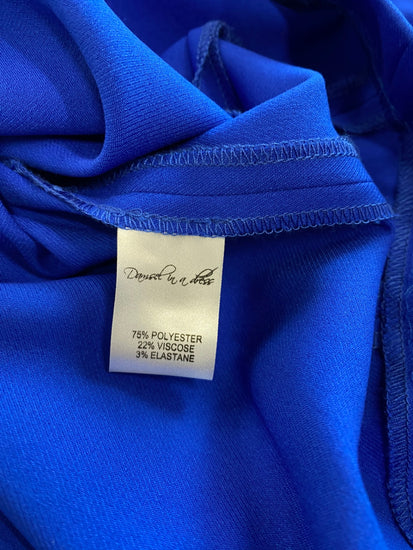 Damsel in a dress
75% POLYESTER
22% VISCOSE
3% ELASTANE